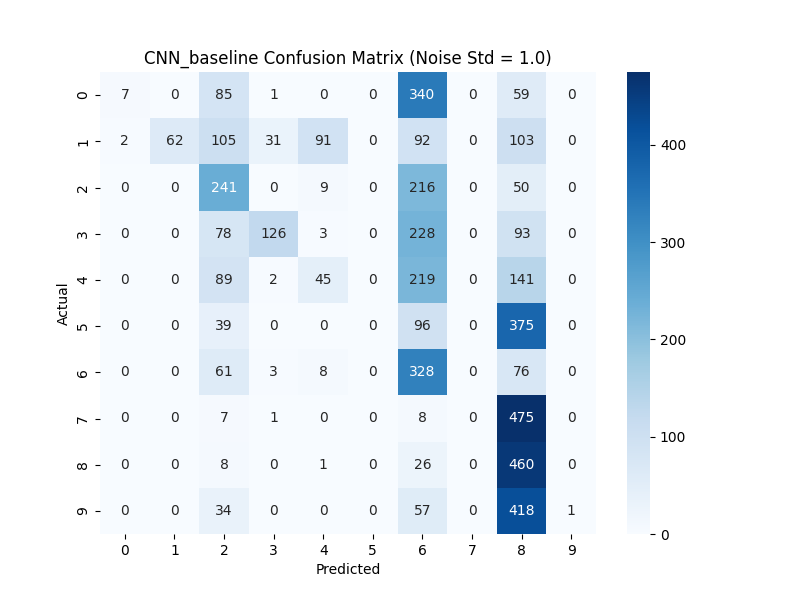 CNN_baseline Confusion Matrix (Noise Std = 1.0)
0 7 0 85 1 0 0 340 0 59 0
1 2 62 105 31 91 0 92 0 103 0
2 0 0 241 0 9 0 216 0 50 0
3 0 0 78 126 3 0 228 0 93 0
4 0 0 89 2 45 0 219 0 141 0
5 0 0 39 0 0 0 96 0 375 0
6 0 0 61 3 8 0 328 0 76 0
7 0 0 7 1 0 0 8 0 475 0
8 0 0 8 0 1 0 26 0 460 0
9 0 0 34 0 0 0 57 0 418 1
0 1 2 3 4 5 6 7 8 9
Predicted
Actual
400
300
200
100
0